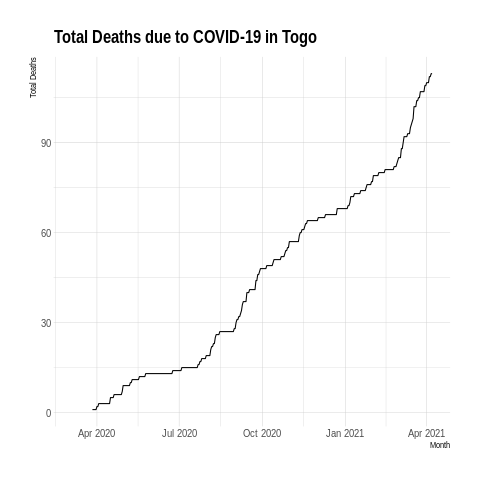 Total Deaths due to COVID-19 in Togo
Total Deaths
90
60
30
0
Apr 2020 Jul 2020 Oct 2020 Jan 2021 Apr 2021
Month